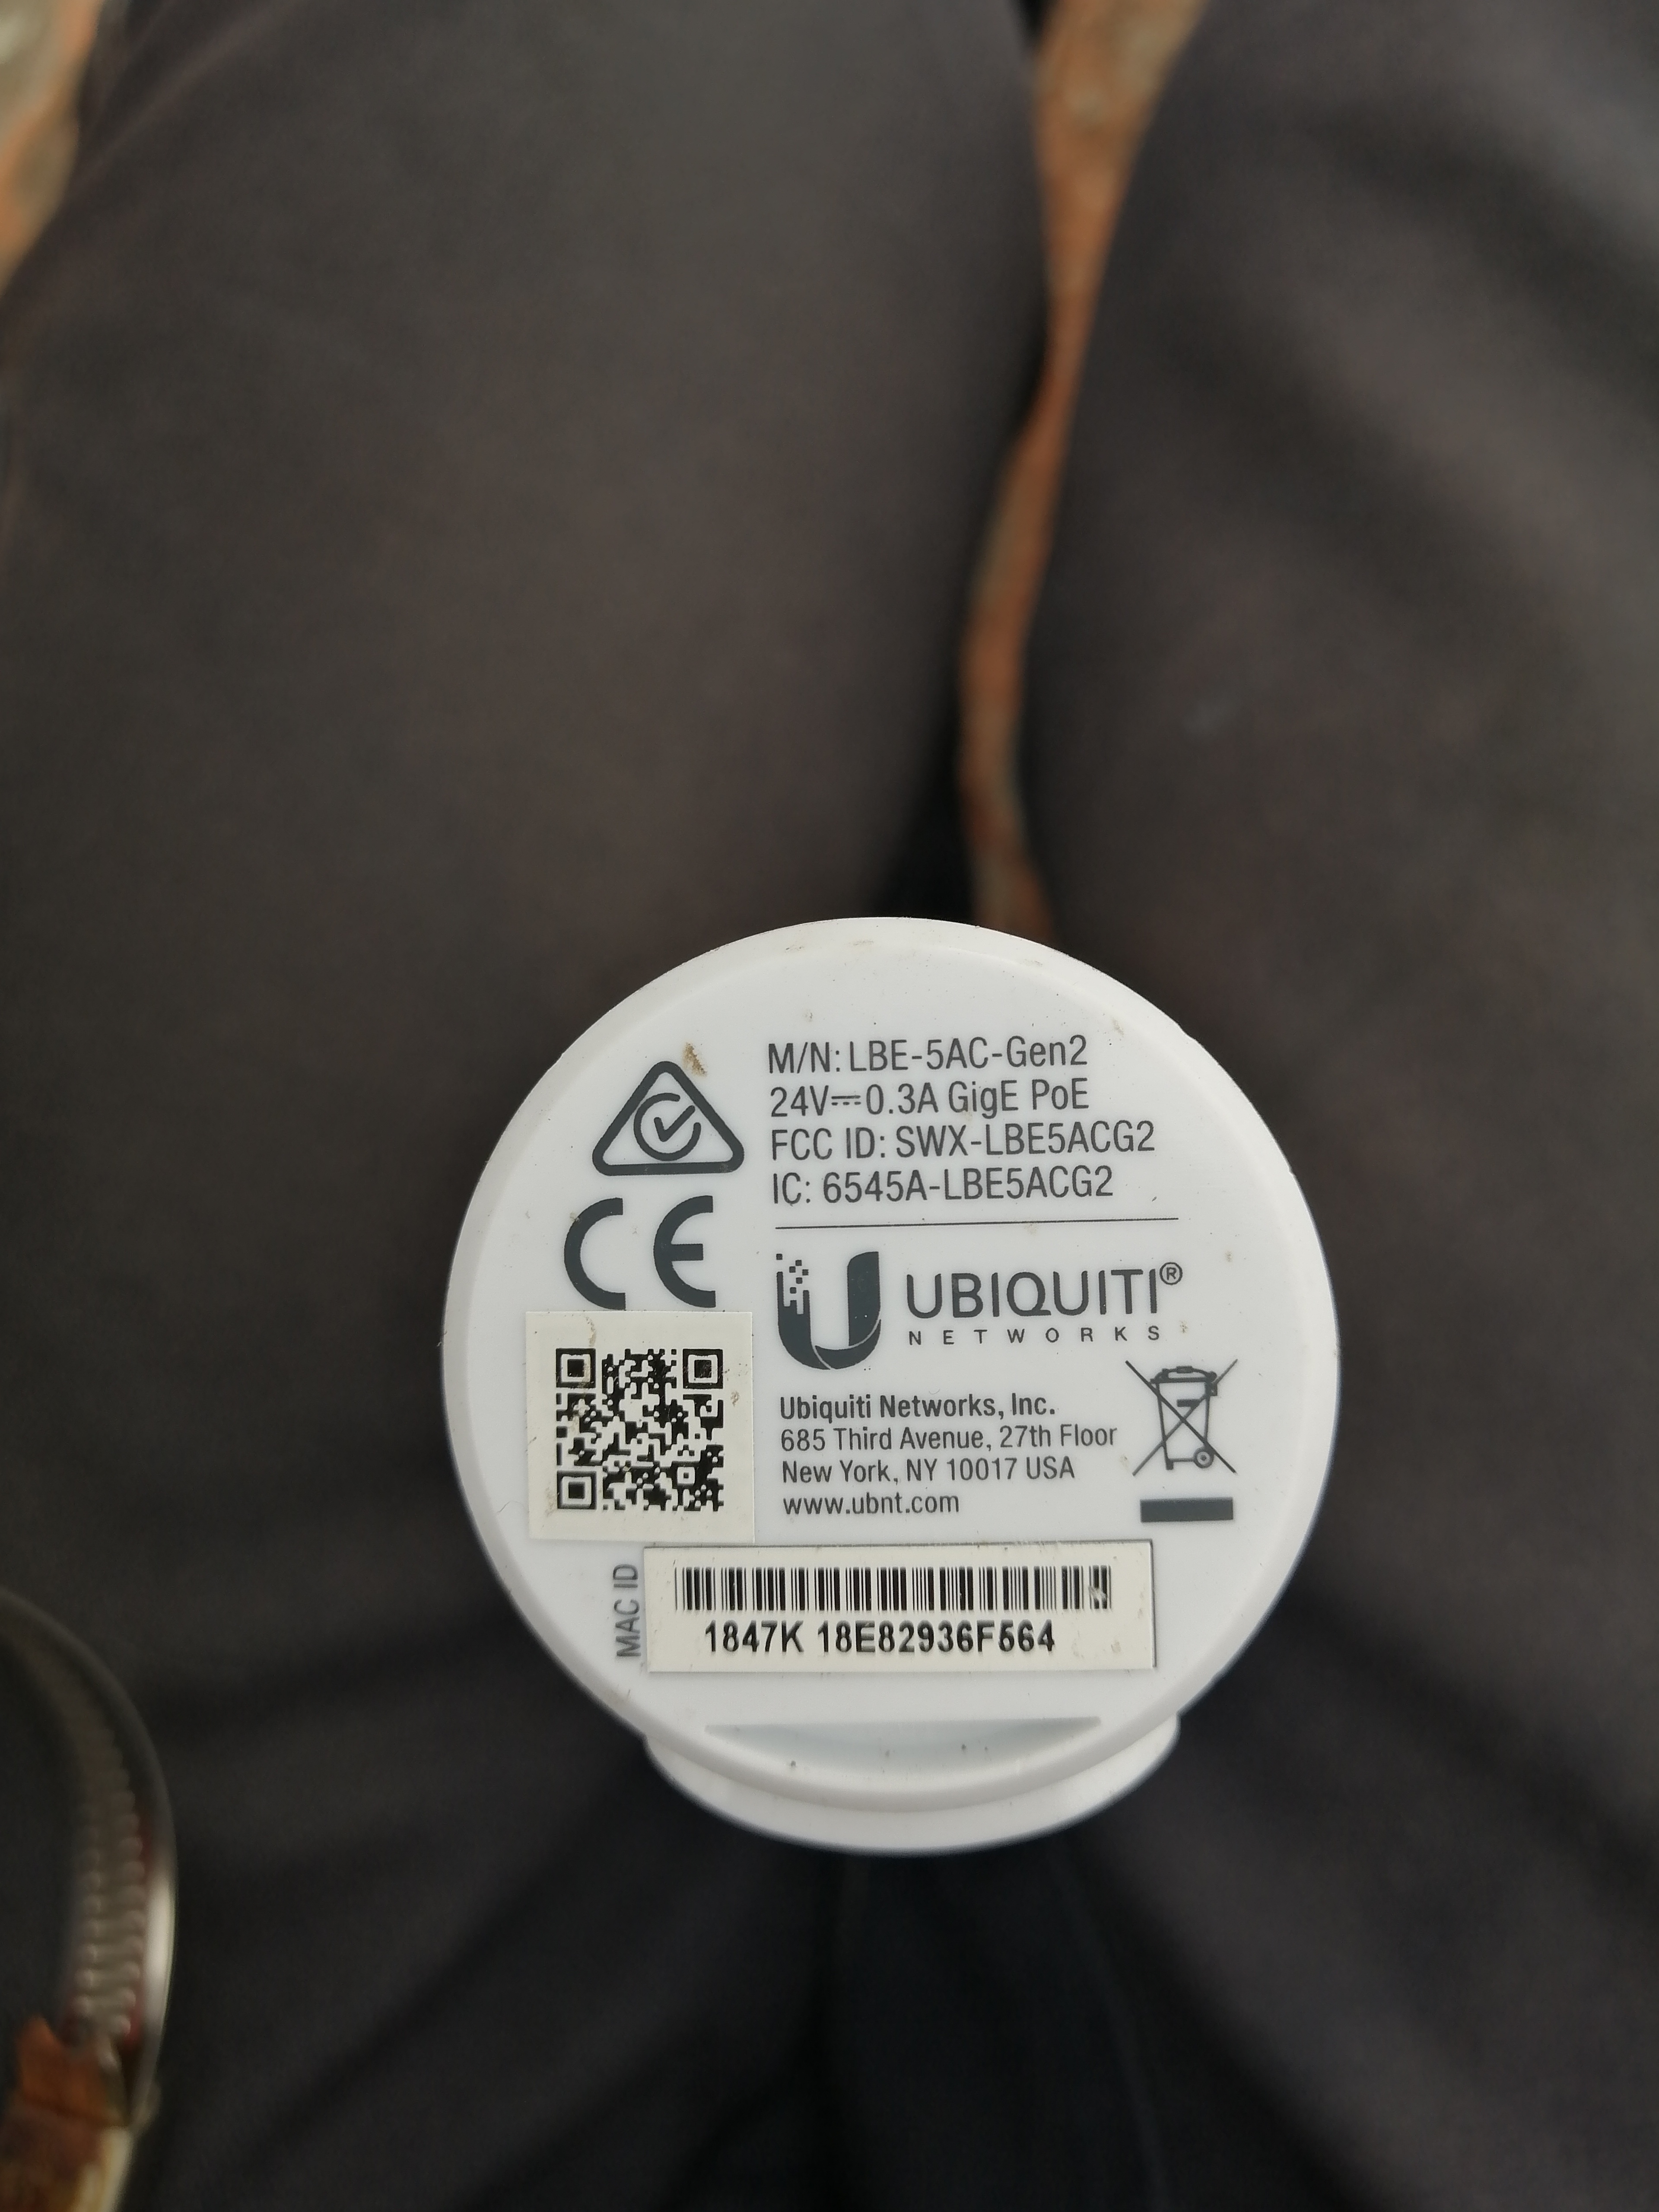 M/N: LBE-5AC-Gen2
24V⎓0.3A GigE PoE
FCC ID: SWX-LBE5ACG2
IC: 6545A-LBE5ACG2
CE
UBIQUITI®
NETWORKS
Ubiquiti Networks, Inc.
685 Third Avenue, 27th Floor
New York, NY 10017 USA
www.ubnt.com
MAC ID
1847K 18E82936F564